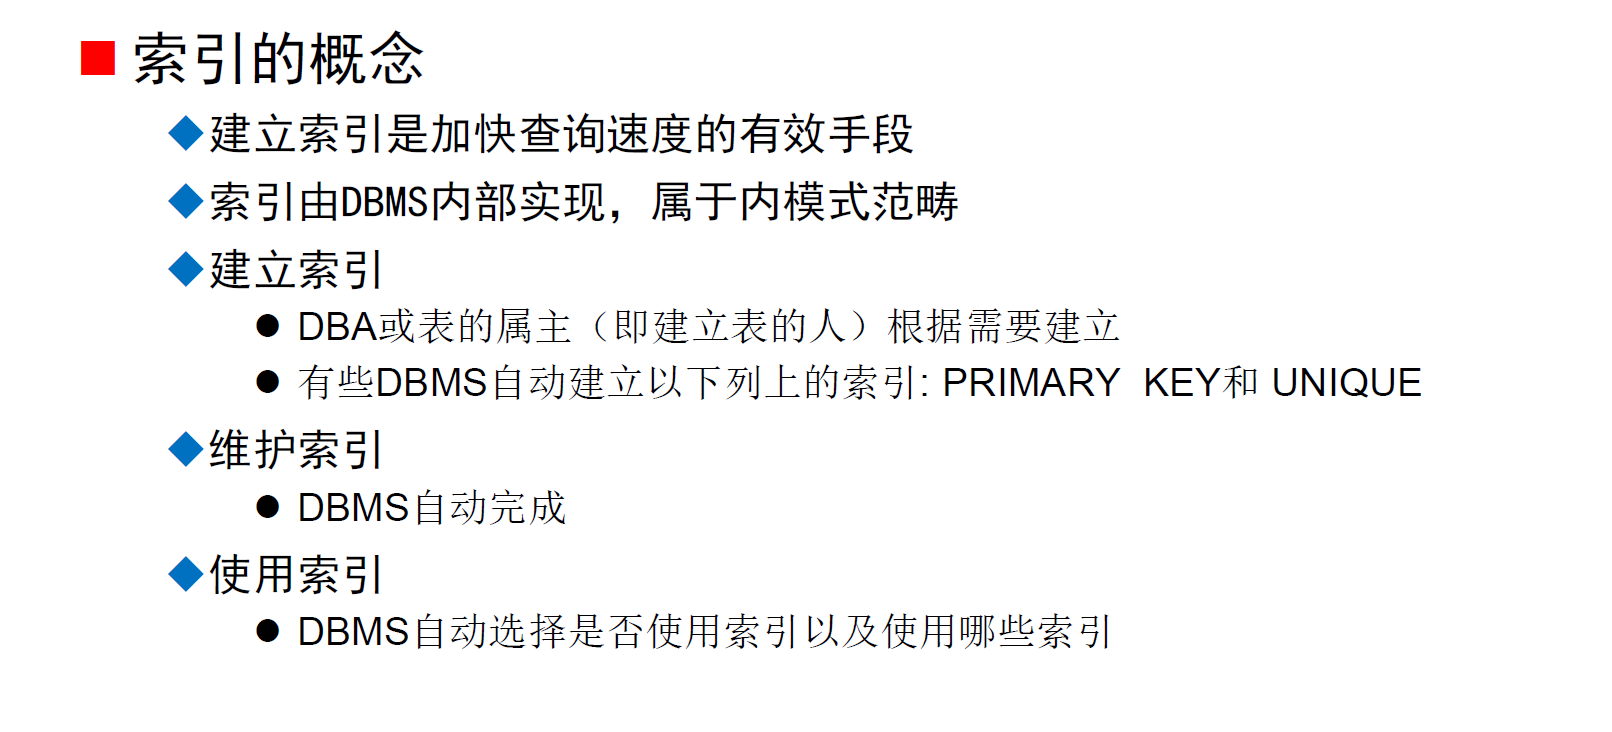 索引的概念
建立索引是加快查询速度的有效手段
索引由DBMS内部实现，属于内模式范畴
建立索引
DBA或表的属主（即建立表的人）根据需要建立
有些DBMS自动建立以下列上的索引: PRIMARY KEY和 UNIQUE
维护索引
DBMS自动完成
使用索引
DBMS自动选择是否使用索引以及使用哪些索引